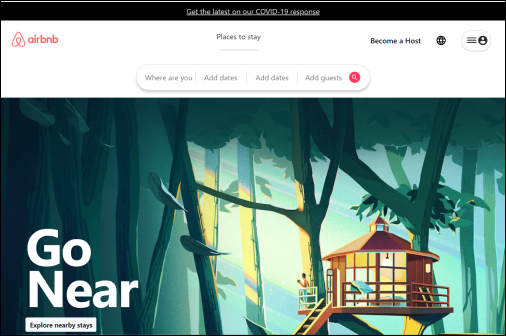 Get the latest on our COVID-19 response
airbnb
Places to stay
Become a Host
Where are you
Add dates
Add dates
Add guests
Go
Near
Explore nearby stays